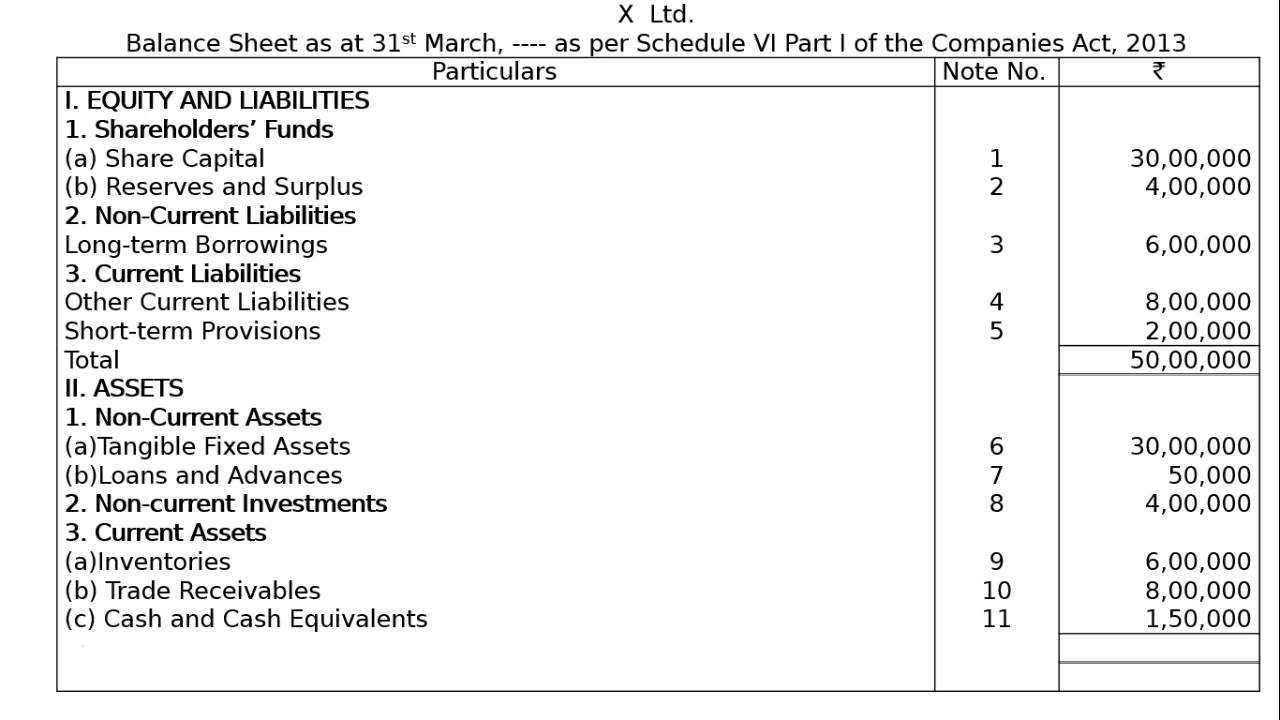 X Ltd.
Balance Sheet as at 31st March, ---- as per Schedule VI Part I of the Companies Act, 2013
Particulars Note No. ₹
I. EQUITY AND LIABILITIES
1. Shareholders’ Funds
(a) Share Capital 1 30,00,000
(b) Reserves and Surplus 2 4,00,000
2. Non-Current Liabilities
Long-term Borrowings 3 6,00,000
3. Current Liabilities
Other Current Liabilities 4 8,00,000
Short-term Provisions 5 2,00,000
Total 50,00,000
II. ASSETS
1. Non-Current Assets
(a)Tangible Fixed Assets 6 30,00,000
(b)Loans and Advances 7 50,000
2. Non-current Investments 8 4,00,000
3. Current Assets
(a)Inventories 9 6,00,000
(b) Trade Receivables 10 8,00,000
(c) Cash and Cash Equivalents 11 1,50,000